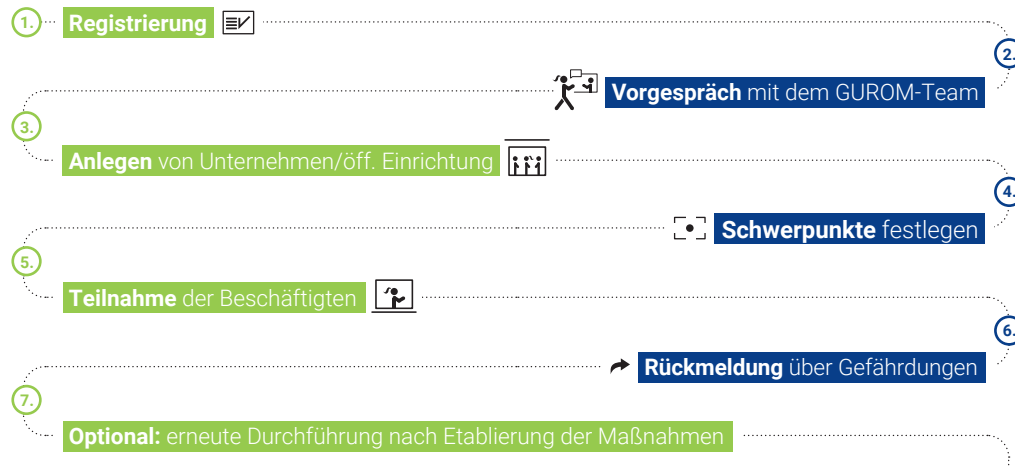 1. Registrierung
2.
Vorgespräch mit dem GUROM-Team
3.
Anlegen von Unternehmen/öff. Einrichtung
4.
Schwerpunkte festlegen
5.
Teilnahme der Beschäftigten
6.
Rückmeldung über Gefährdungen
7.
Optional: erneute Durchführung nach Etablierung der Maßnahmen